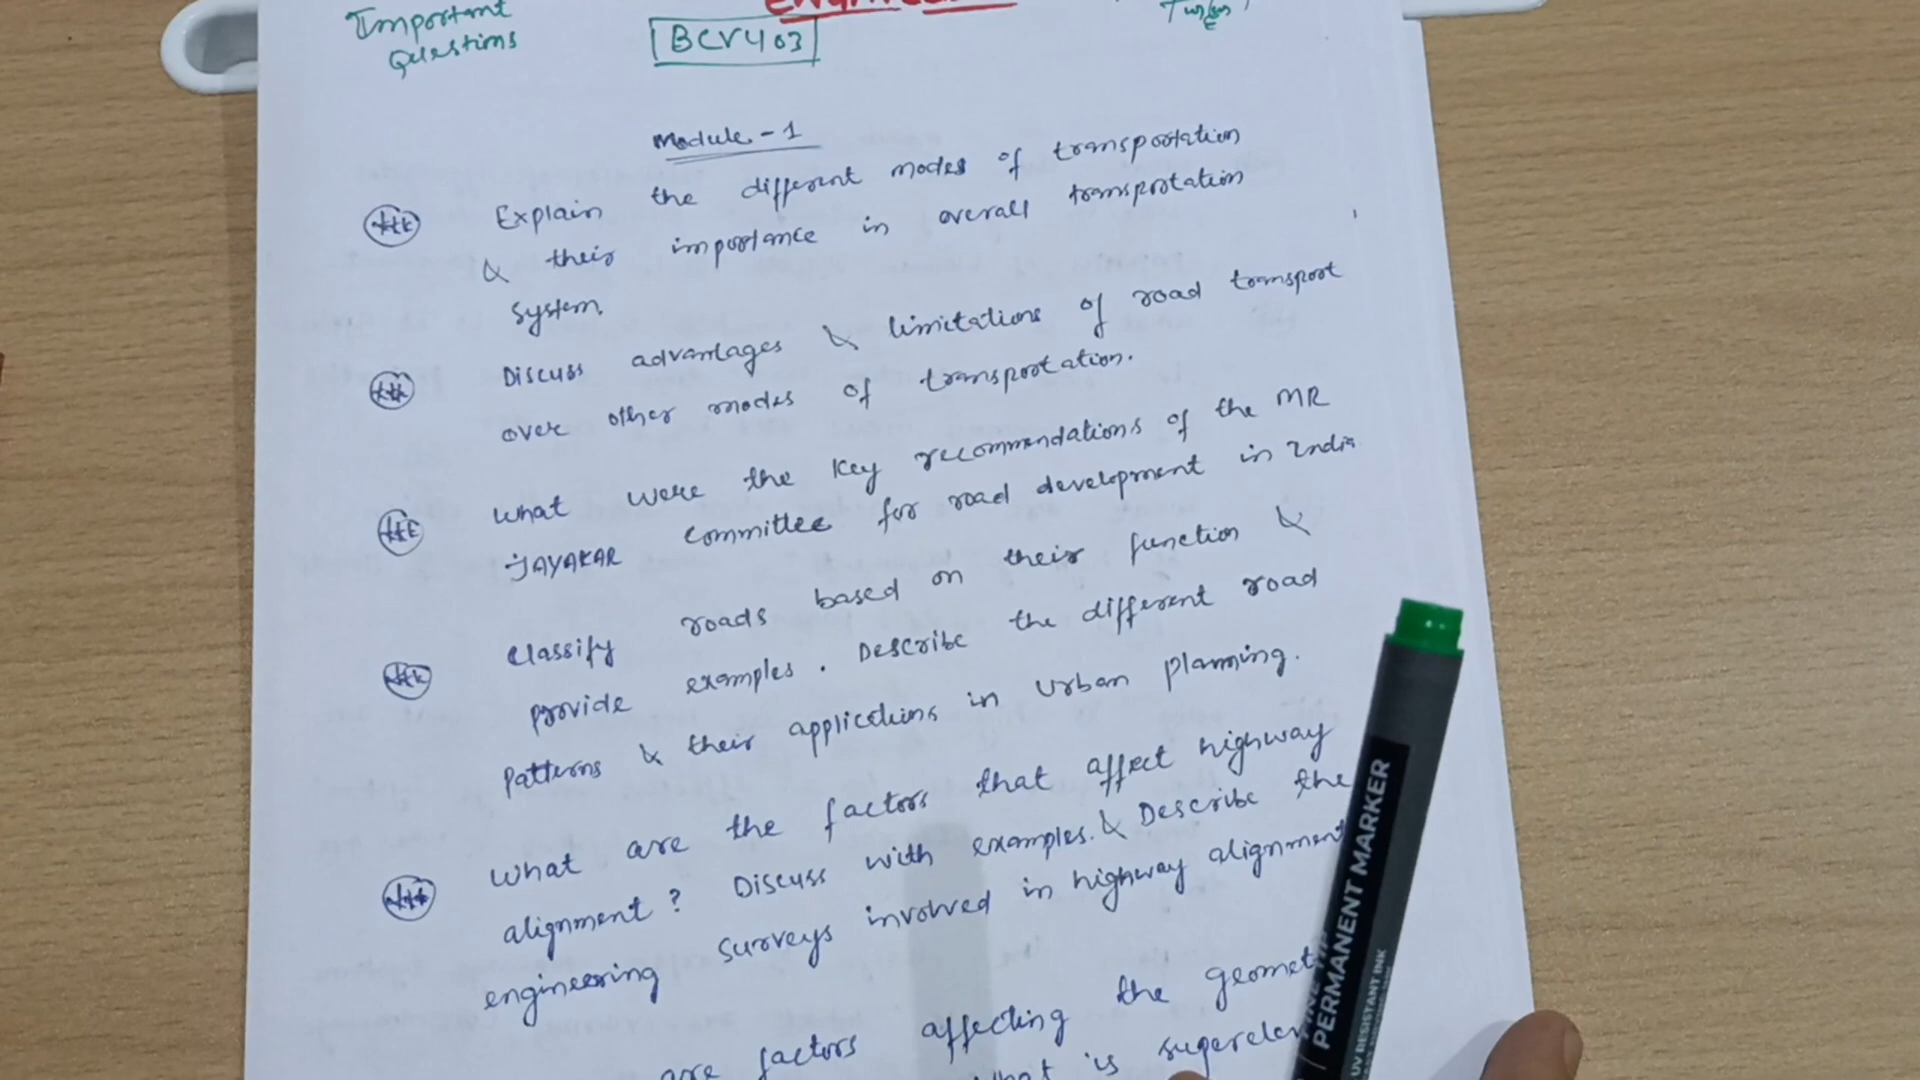 Important
Questions
BCV403
Module - 1
Explain the different modes of transportation
& their importance in overall transportation
system.
Discuss advantages & limitations of road transport
over other modes of transportation.
What were the key recommendations of the MR
JAYAKAR committee for road development in India
Classify roads based on their function &
provide examples. Describe the different road
patterns & their applications in urban planning.
What are the factors that affect highway
alignment? Discuss with examples. & Describe the
engineering surveys involved in highway alignment
are factors affecting the
is
PERMANENT MARKER
UV RESISTANT INK